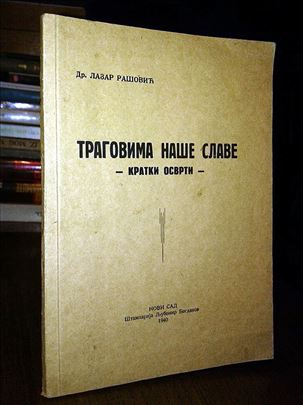 Др. ЛАЗАР РАШОВИЋ
ТРАГОВИМА НАШЕ СЛАВЕ
– КРАТКИ ОСВРТИ –
НОВИ САД
Штампарија Љубомир Богданов
1940